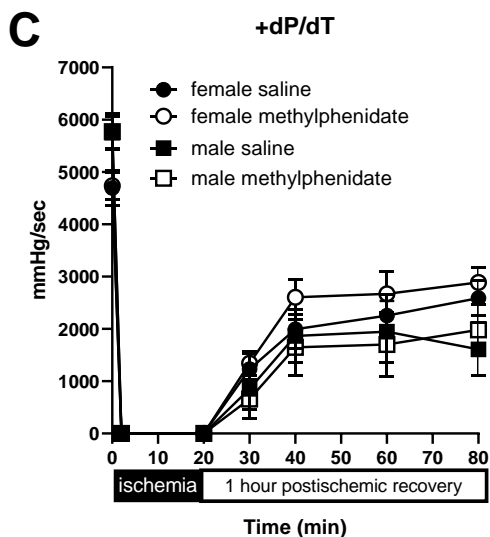 C
+dP/dT
7000
6000
5000
4000
3000
2000
1000
0
mmHg/sec
female saline
female methylphenidate
male saline
male methylphenidate
0 10 20 30 40 50 60 70 80
ischemia 1 hour postischemic recovery
Time (min)